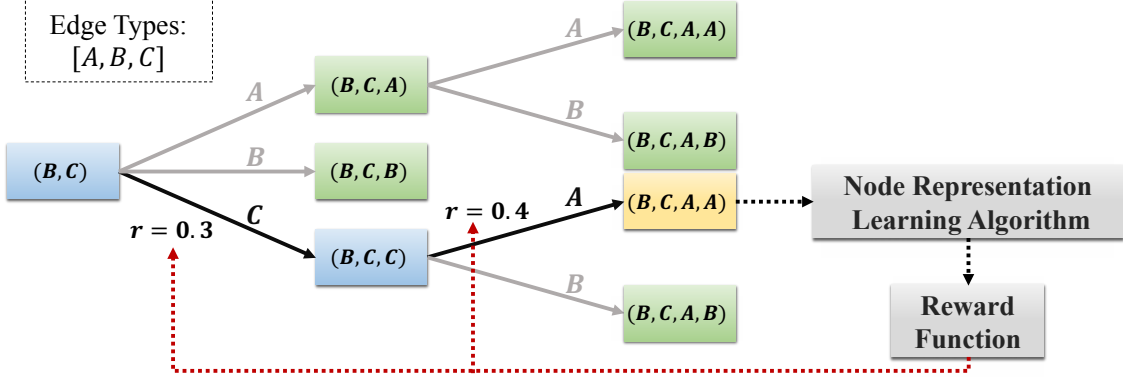 Edge Types:
[A, B, C]
A
(B, C, A, A)
A
(B, C, A)
B
(B, C, A, B)
(B, C)
B
(B, C, B)
C
r = 0.3
(B, C, C)
r = 0.4
A
(B, C, A, A)
B
(B, C, A, B)
Node Representation
Learning Algorithm
Reward
Function